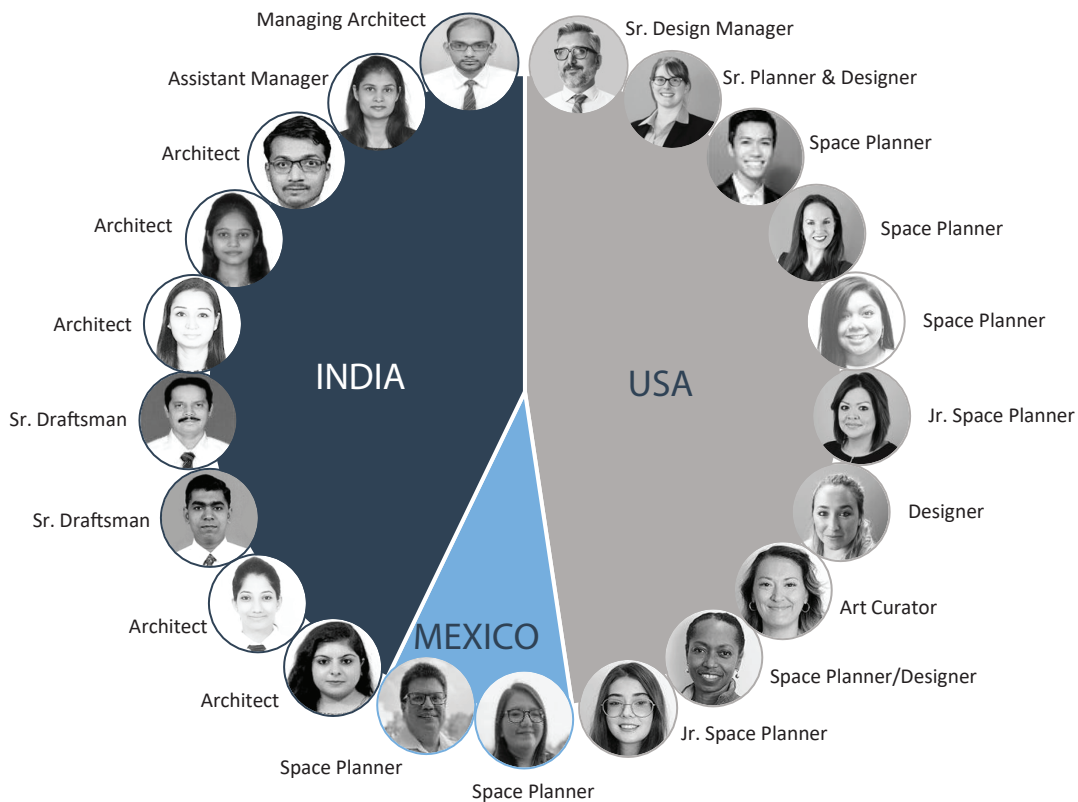 Managing Architect
Sr. Design Manager
Assistant Manager
Sr. Planner & Designer
Architect
Space Planner
Architect
Space Planner
Architect
Space Planner
INDIA
USA
Sr. Draftsman
Jr. Space Planner
Sr. Draftsman
Designer
Architect
Art Curator
MEXICO
Architect
Space Planner/Designer
Space Planner
Jr. Space Planner
Space Planner